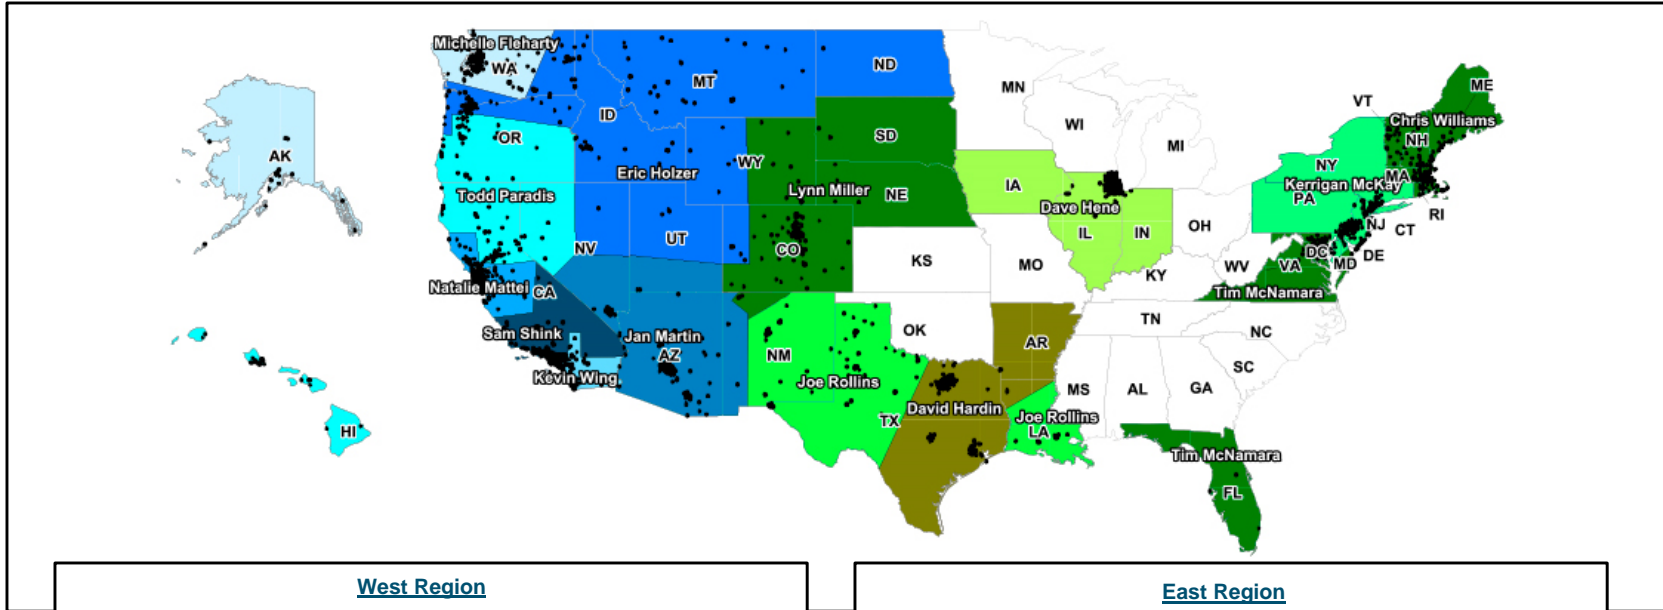 Michelle Fleharty
WA
MT
ND
MN
ME
VT
Chris Williams
NH
ID
OR
SD
WI
MI
NY
MA
AK
Eric Holzer
WY
Lynn Miller
NE
IA
Kerrigan McKay
PA
Todd Paradis
Dave Hene
RI
IL
IN
OH
NJ
CT
NV
UT
CO
KS
MO
KY
WV
VA
DC
MD
DE
Natalie Mattei
CA
Tim McNamara
Sam Shink
Jan Martin
AZ
NM
OK
AR
TN
NC
SC
Kevin Wing
Joe Rollins
MS
AL
GA
David Hardin
TX
Joe Rollins
LA
HI
Tim McNamara
FL
West Region
East Region